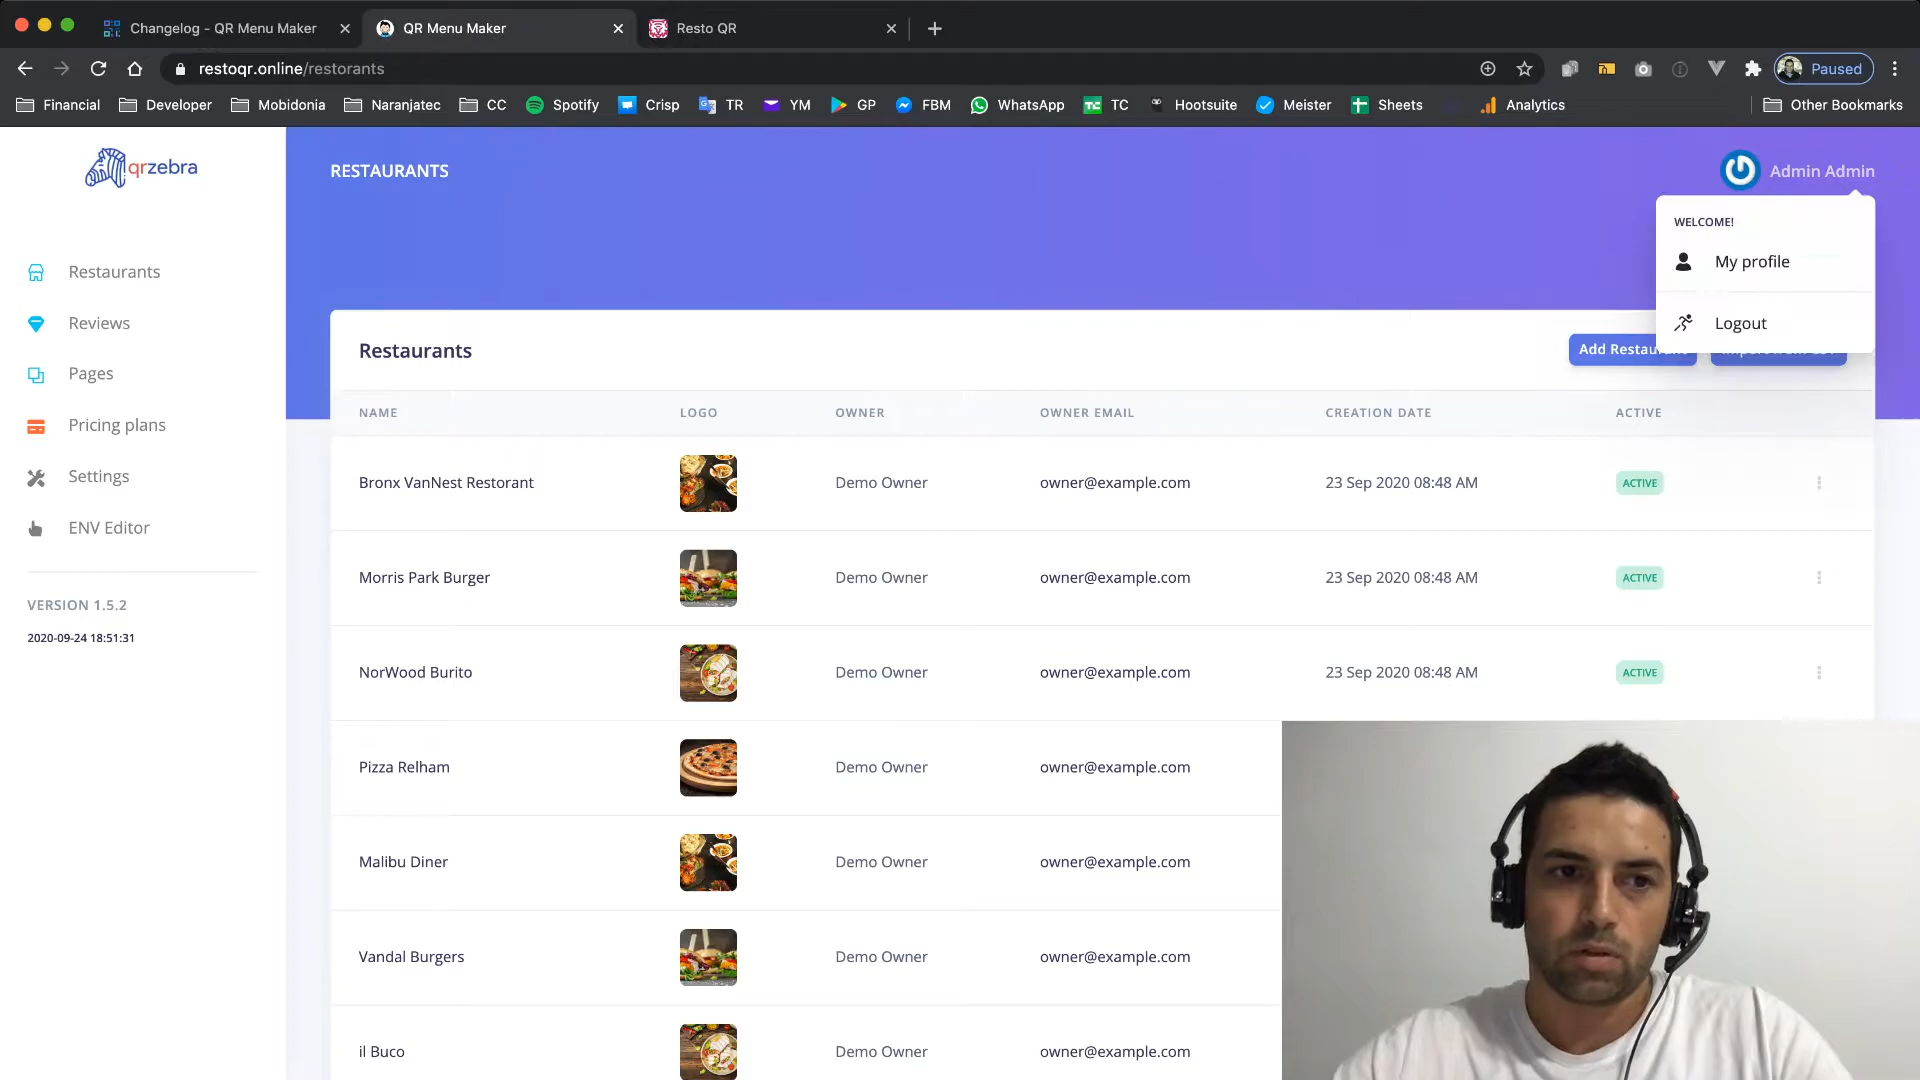 Changelog - QR Menu Maker
QR Menu Maker
Resto QR
restoqr.online/restorants
Paused
Financial
Developer
Mobidonia
Naranjatec
CC
Spotify
Crisp
TR
YM
GP
FBM
WhatsApp
TC
Hootsuite
Meister
Sheets
Analytics
Other Bookmarks
qrzebra
RESTAURANTS
Admin Admin
WELCOME!
My profile
Logout
Restaurants
Reviews
Pages
Pricing plans
Settings
ENV Editor
VERSION 1.5.2
2020-09-24 18:51:31
Restaurants
Add
NAME LOGO OWNER OWNER EMAIL CREATION DATE ACTIVE
Bronx VanNest Restorant Demo Owner owner@example.com 23 Sep 2020 08:48 AM ACTIVE
Morris Park Burger Demo Owner owner@example.com 23 Sep 2020 08:48 AM ACTIVE
NorWood Burito Demo Owner owner@example.com 23 Sep 2020 08:48 AM ACTIVE
Pizza Relham Demo Owner owner@example.com
Malibu Diner Demo Owner owner@example.com
Vandal Burgers Demo Owner owner@example.com
il Buco Demo Owner owner@example.com